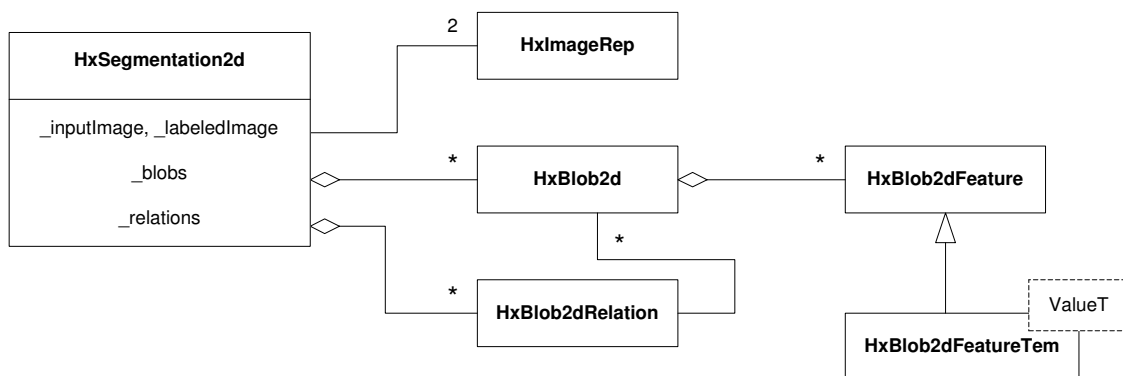 2
HxSegmentation2d
HxImageRep
_inputImage, _labeledImage
*
*
_blobs
HxBlob2d
HxBlob2dFeature
_relations
*
*
HxBlob2dRelation
ValueT
HxBlob2dFeatureTem